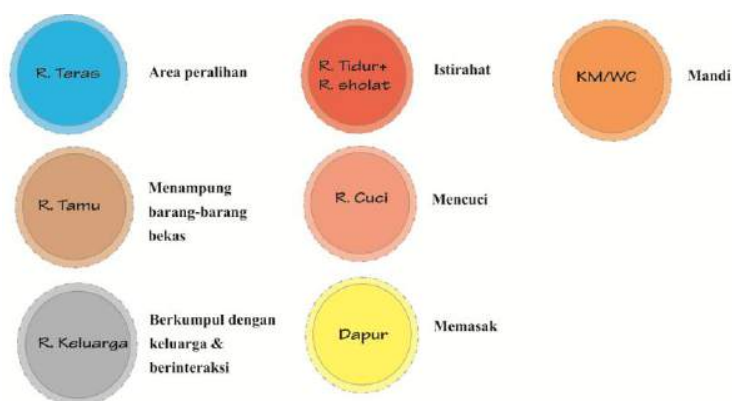 R. Teras
Area peralihan
R. Tidur+
R. sholat
Istirahat
KM/WC
Mandi
R. Tamu
Menampung
barang-barang
bekas
R. Cuci
Mencuci
R. Keluarga
Berkumpul dengan
keluarga &
berinteraksi
Dapur
Memasak